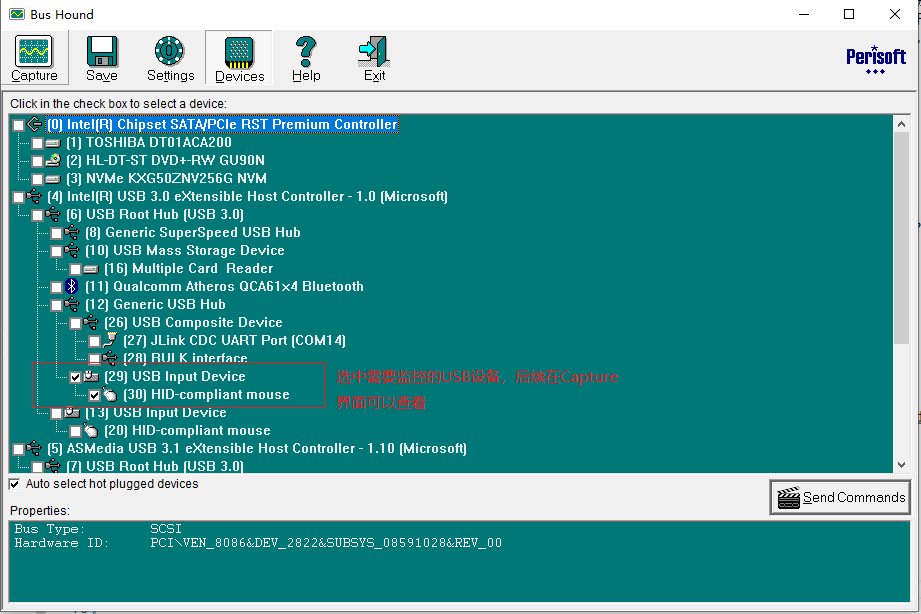 Bus Hound
Capture
Save
Settings
Devices
Help
Exit
Perisoft
Click in the check box to select a device:
(0) Intel(R) Chipset SATA/PCIe RST Premium Controller
(1) TOSHIBA DT01ACA200
(2) HL-DT-ST DVD+-RW GU90N
(3) NVMe KXG50ZNV256G NVM
(4) Intel(R) USB 3.0 eXtensible Host Controller - 1.0 (Microsoft)
(6) USB Root Hub (USB 3.0)
(8) Generic SuperSpeed USB Hub
(10) USB Mass Storage Device
(16) Multiple Card  Reader
(11) Qualcomm Atheros QCA61x4 Bluetooth
(12) Generic USB Hub
(26) USB Composite Device
(27) JLink CDC UART Port (COM14)
(28) BULK interface
(29) USB Input Device
选中需要监控的USB设备，后续在Capture
(30) HID-compliant mouse
界面可以查看
(13) USB Input Device
(20) HID-compliant mouse
(5) ASMedia USB 3.1 eXtensible Host Controller - 1.10 (Microsoft)
(7) USB Root Hub (USB 3.0)
Auto select hot plugged devices
Send Commands
Properties:
Bus Type: SCSI
Hardware ID: PCI\VEN_8086&DEV_2822&SUBSYS_08591028&REV_00